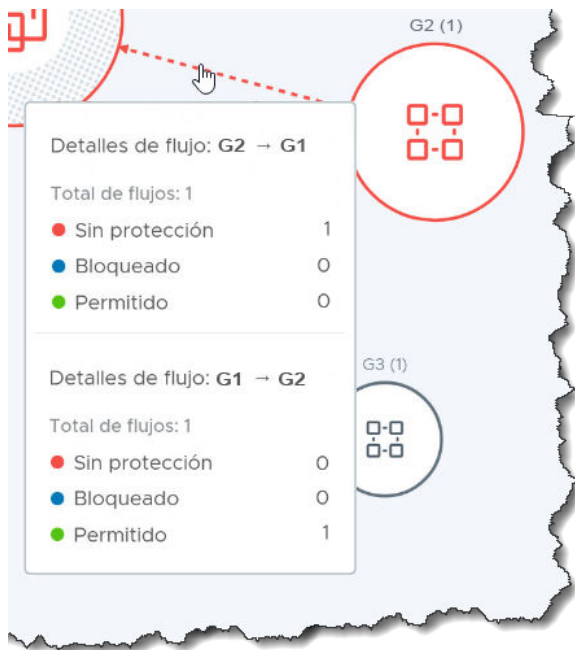 G2 (1)
Detalles de flujo: G2 → G1
Total de flujos: 1
Sin protección 1
Bloqueado 0
Permitido 0
G3 (1)
Detalles de flujo: G1 → G2
Total de flujos: 1
Sin protección 0
Bloqueado 0
Permitido 1